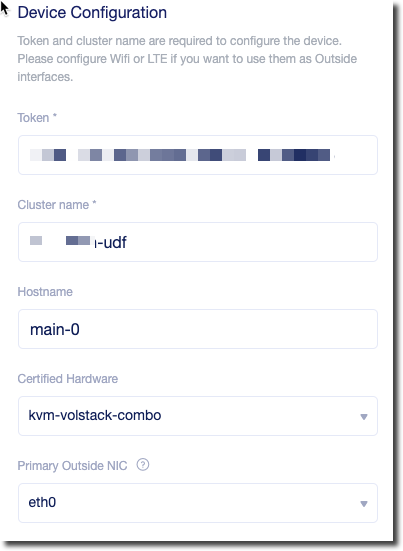 Device Configuration
Token and cluster name are required to configure the device.
Please configure Wifi or LTE if you want to use them as Outside
interfaces.
Token *
Cluster name *
-udf
Hostname
main-0
Certified Hardware
kvm-volstack-combo
Primary Outside NIC
eth0